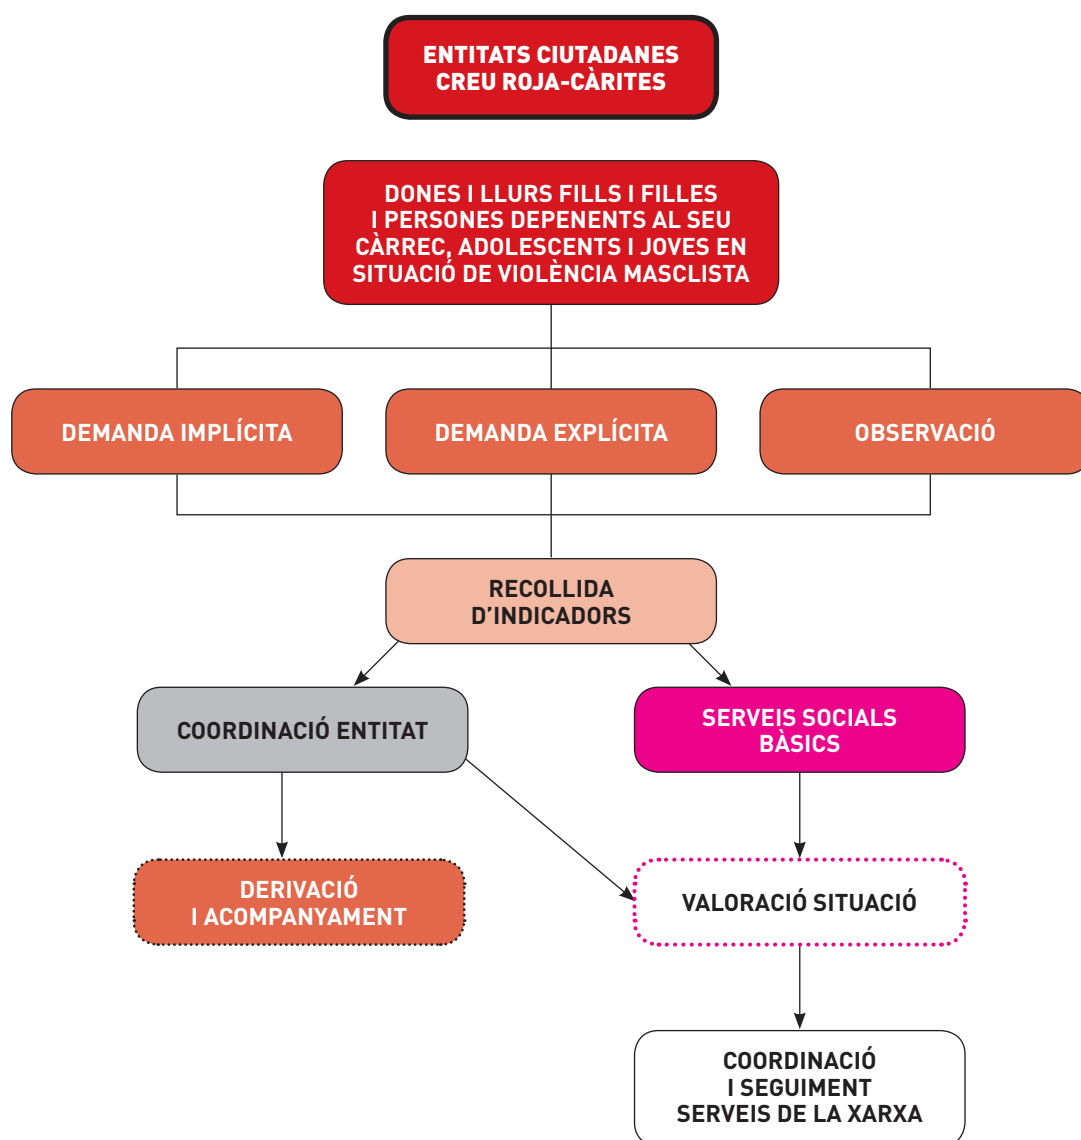 ENTITATS CIUTADANES
CREU ROJA-CÀRITES
DONES I LLURS FILLS I FILLES
I PERSONES DEPENENTS AL SEU
CÀRREC, ADOLESCENTS I JOVES EN
SITUACIÓ DE VIOLÈNCIA MASCLISTA
DEMANDA IMPLÍCITA
DEMANDA EXPLÍCITA
OBSERVACIÓ
RECOLLIDA
D’INDICADORS
COORDINACIÓ ENTITAT
SERVEIS SOCIALS
BÀSICS
DERIVACIÓ
I ACOMPANYAMENT
VALORACIÓ SITUACIÓ
COORDINACIÓ
I SEGUIMENT
SERVEIS DE LA XARXA